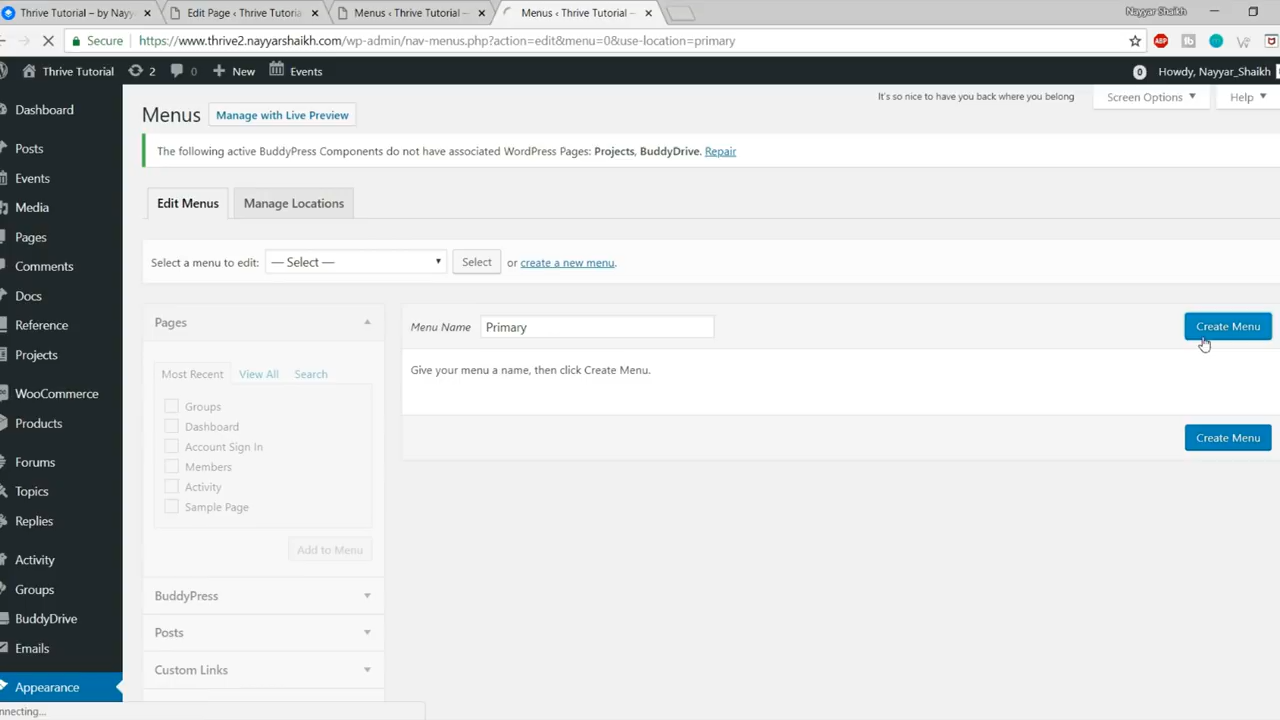 Thrive Tutorial – by Nayy
Edit Page ‹ Thrive Tutoria
Menus ‹ Thrive Tutorial –
Menus ‹ Thrive Tutorial –
Nayyar Shaikh
Secure
https://www.thrive2.nayyarshaikh.com/wp-admin/nav-menus.php?action=edit&menu=0&use-location=primary
ABP
Thrive Tutorial
2
0
New
Events
0
Howdy, Nayyar_Shaikh
It's so nice to have you back where you belong
Screen Options
Help
Menus
Manage with Live Preview
The following active BuddyPress Components do not have associated WordPress Pages: Projects, BuddyDrive. Repair
Edit Menus
Manage Locations
Select a menu to edit:
— Select —
Select
or create a new menu.
Dashboard
Posts
Events
Media
Pages
Comments
Docs
Reference
Projects
WooCommerce
Products
Forums
Topics
Replies
Activity
Groups
BuddyDrive
Emails
Appearance
Pages
Most Recent
View All
Search
Groups
Dashboard
Account Sign In
Members
Activity
Sample Page
Add to Menu
BuddyPress
Posts
Custom Links
Menu Name
Primary
Create Menu
Give your menu a name, then click Create Menu.
Create Menu
nnecting...